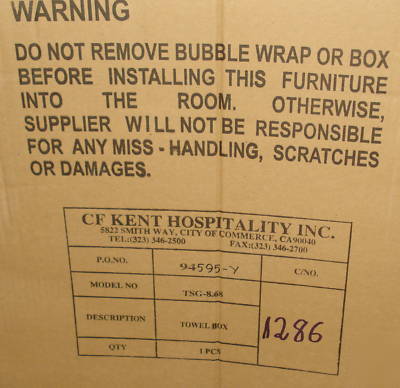 WARNING
DO NOT REMOVE BUBBLE WRAP OR BOX
BEFORE INSTALLING THIS FURNITURE
INTO THE ROOM. OTHERWISE,
SUPPLIER WILL NOT BE RESPONSIBLE
FOR ANY MISS - HANDLING, SCRATCHES
OR DAMAGES.
CF KENT HOSPITALITY INC.
5822 SMITH WAY, CITY OF COMMERCE, CA90040
TEL:(323) 346-2500 FAX:(323) 346-2700
P.O.NO. 94595-Y C/NO.
MODEL NO TSG-8.68
DESCRIPTION TOWEL BOX 1286
QTY 1 PCS